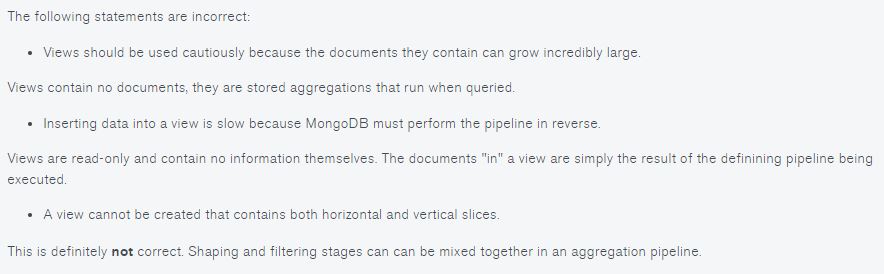 The following statements are incorrect:
• Views should be used cautiously because the documents they contain can grow incredibly large.
Views contain no documents, they are stored aggregations that run when queried.
• Inserting data into a view is slow because MongoDB must perform the pipeline in reverse.
Views are read-only and contain no information themselves. The documents "in" a view are simply the result of the definining pipeline being
executed.
• A view cannot be created that contains both horizontal and vertical slices.
This is definitely not correct. Shaping and filtering stages can can be mixed together in an aggregation pipeline.